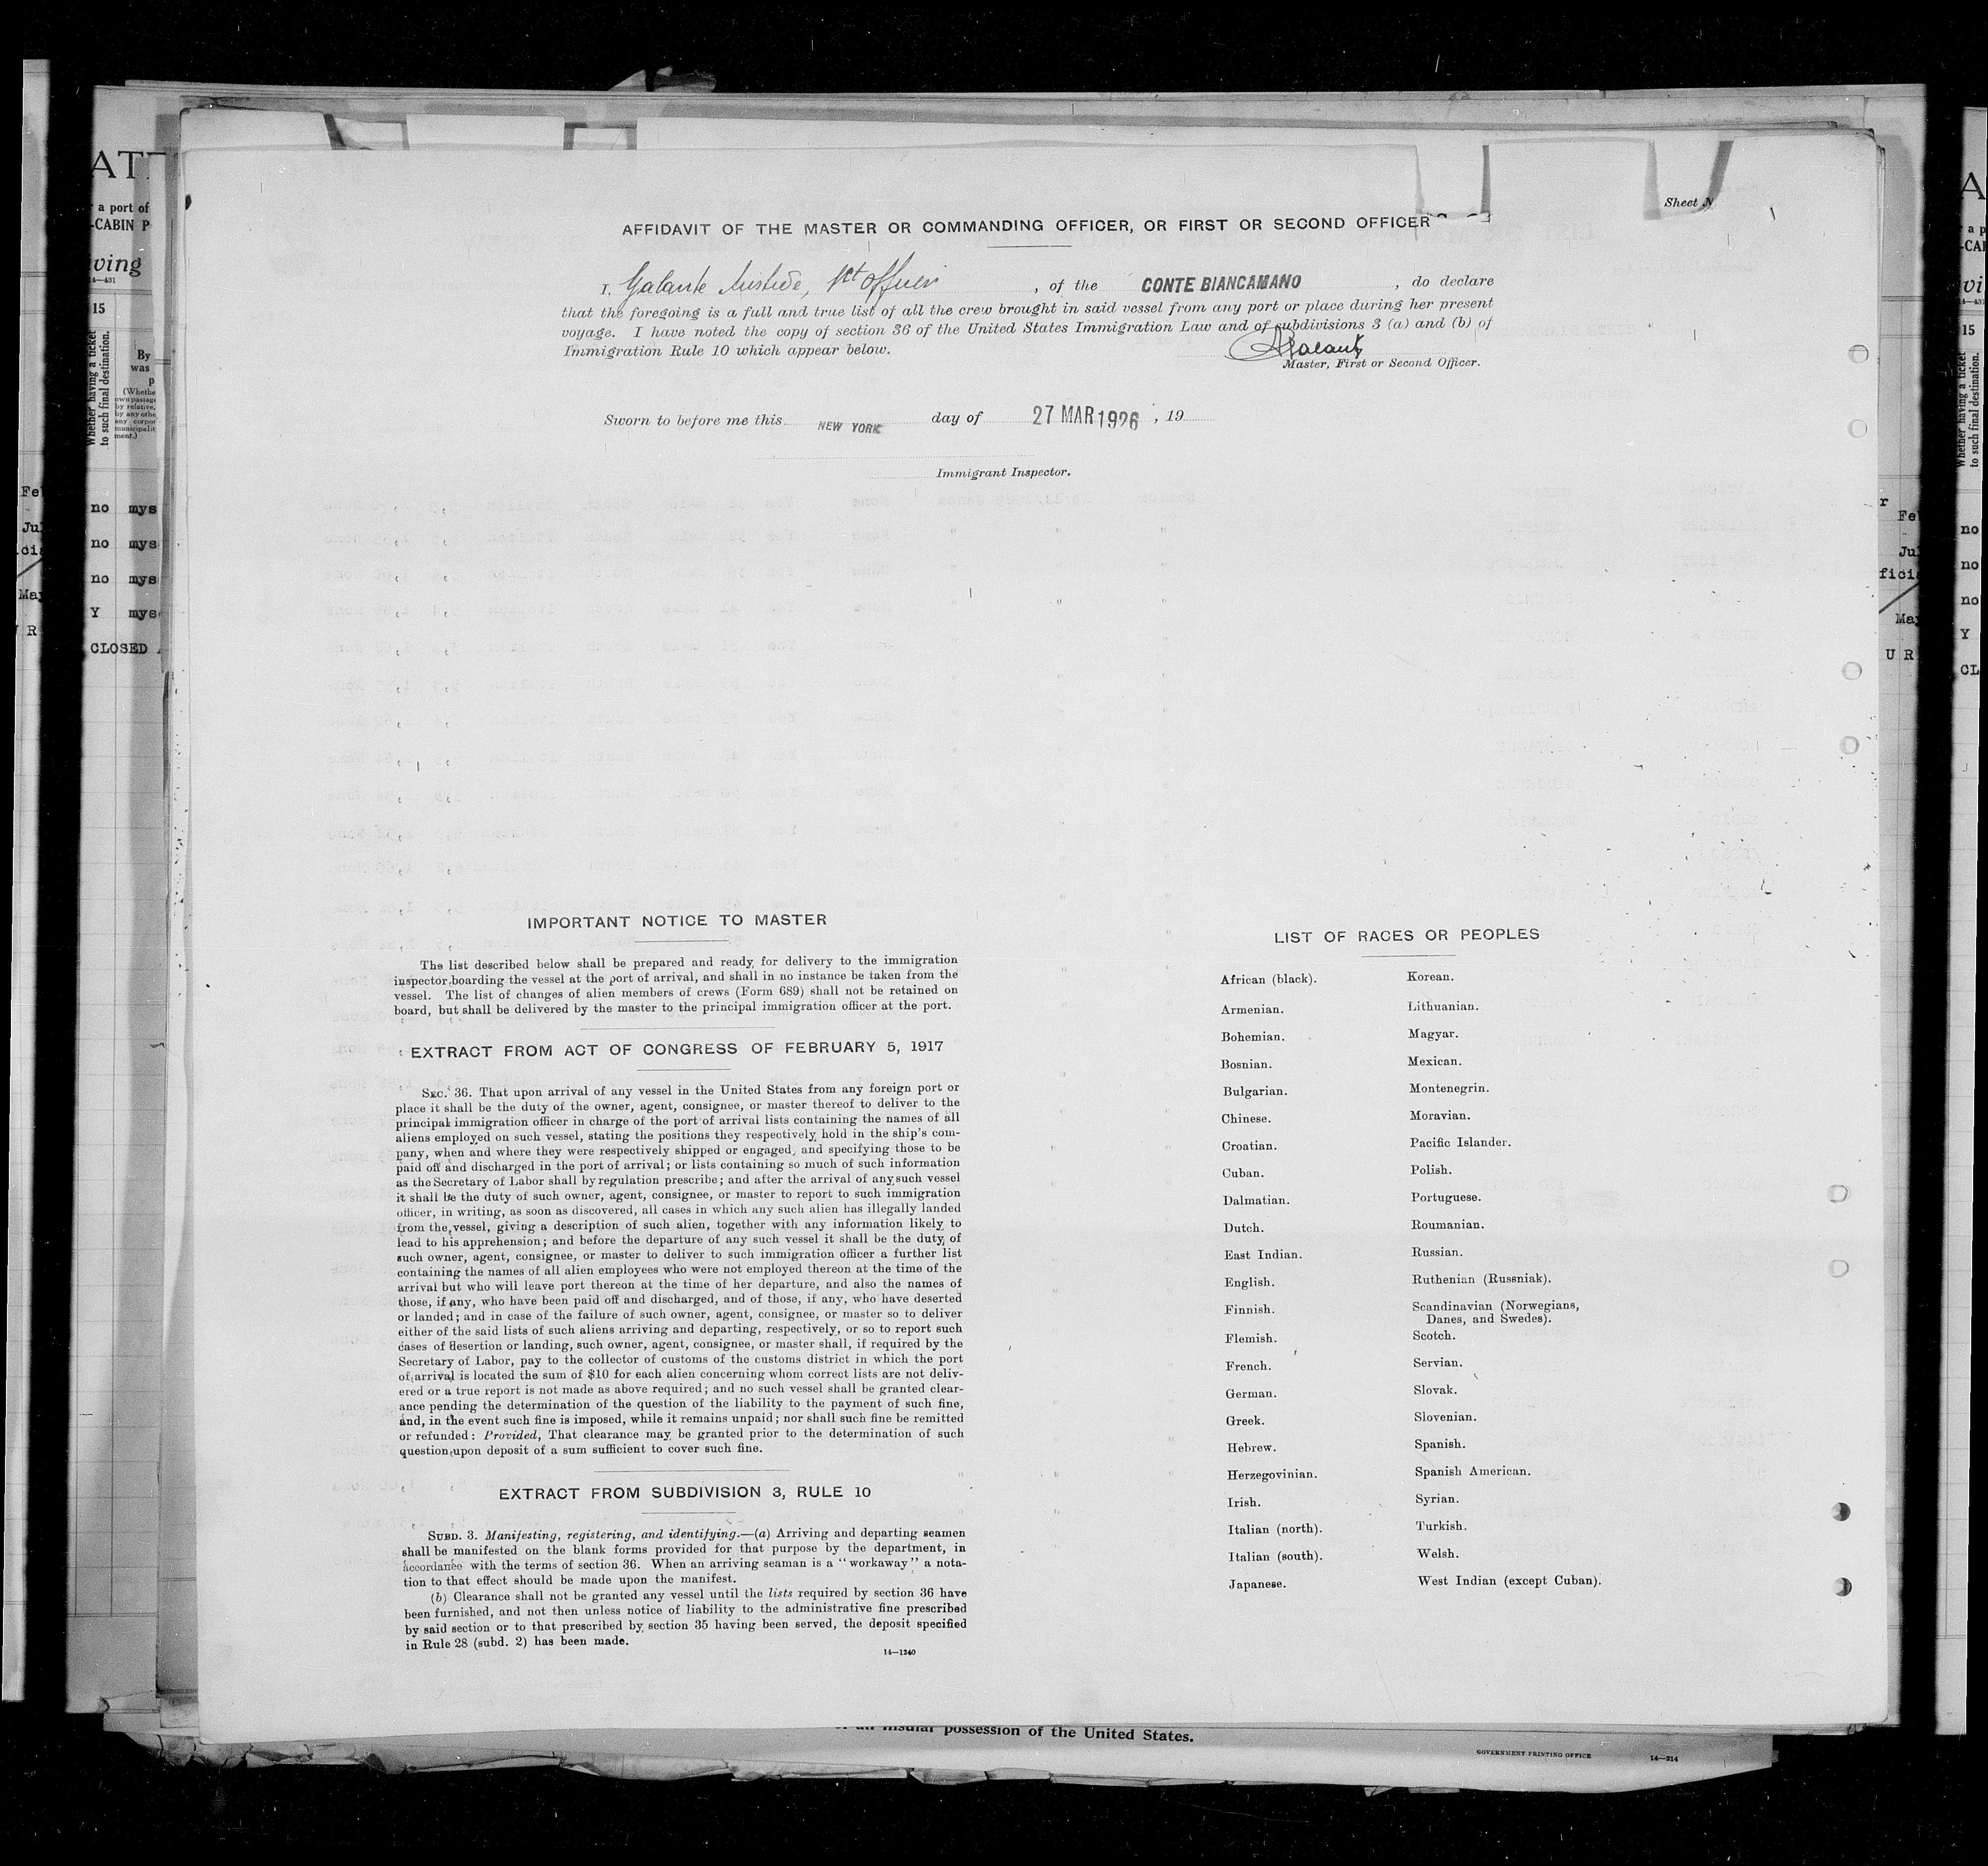 Sheet N
AFFIDAVIT OF THE MASTER OR COMMANDING OFFICER, OR FIRST OR SECOND OFFICER
I, Galante Aristide, 1st officer, of the CONTE BIANCAMANO, do declare
that the foregoing is a full and true list of all the crew brought in said vessel from any port or place during her present
voyage. I have noted the copy of section 36 of the United States Immigration Law and of subdivisions 3 (a) and (b) of
Immigration Rule 10 which appear below.
AGalante
Master, First or Second Officer.
Sworn to before me this NEW YORK day of 27 MAR 1926, 19
Immigrant Inspector.
IMPORTANT NOTICE TO MASTER
The list described below shall be prepared and ready for delivery to the immigration
inspector boarding the vessel at the port of arrival, and shall in no instance be taken from the
vessel. The list of changes of alien members of crews (Form 689) shall not be retained on
board, but shall be delivered by the master to the principal immigration officer at the port.
EXTRACT FROM ACT OF CONGRESS OF FEBRUARY 5, 1917
SEC. 36. That upon arrival of any vessel in the United States from any foreign port or
place it shall be the duty of the owner, agent, consignee, or master thereof to deliver to the
principal immigration officer in charge of the port of arrival lists containing the names of all
aliens employed on such vessel, stating the positions they respectively hold in the ship's com-
pany, when and where they were respectively shipped or engaged, and specifying those to be
paid off and discharged in the port of arrival; or lists containing so much of such information
as the Secretary of Labor shall by regulation prescribe; and after the arrival of any such vessel
it shall be the duty of such owner, agent, consignee, or master to report to such immigration
officer, in writing, as soon as discovered, all cases in which any such alien has illegally landed
from the vessel, giving a description of such alien, together with any information likely to
lead to his apprehension; and before the departure of any such vessel it shall be the duty of
such owner, agent, consignee, or master to deliver to such immigration officer a further list
containing the names of all alien employees who were not employed thereon at the time of the
arrival but who will leave port thereon at the time of her departure, and also the names of
those, if any, who have been paid off and discharged, and of those, if any, who have deserted
or landed; and in case of the failure of such owner, agent, consignee, or master so to deliver
either of the said lists of such aliens arriving and departing, respectively, or so to report such
cases of desertion or landing, such owner, agent, consignee, or master shall, if required by the
Secretary of Labor, pay to the collector of customs of the customs district in which the port
of arrival is located the sum of $10 for each alien concerning whom correct lists are not deliv-
ered or a true report is not made as above required; and no such vessel shall be granted clear-
ance pending the determination of the question of the liability to the payment of such fine,
and, in the event such fine is imposed, while it remains unpaid; nor shall such fine be remitted
or refunded: Provided, That clearance may be granted prior to the determination of such
question upon deposit of a sum sufficient to cover such fine.
EXTRACT FROM SUBDIVISION 3, RULE 10
SUBD. 3. Manifesting, registering, and identifying.—(a) Arriving and departing seamen
shall be manifested on the blank forms provided for that purpose by the department, in
accordance with the terms of section 36. When an arriving seaman is a "workaway" a nota-
tion to that effect should be made upon the manifest.
(b) Clearance shall not be granted any vessel until the lists required by section 36 have
been furnished, and not then unless notice of liability to the administrative fine prescribed
by said section or to that prescribed by section 35 having been served, the deposit specified
in Rule 28 (subd. 2) has been made.
14—1240
LIST OF RACES OR PEOPLES
African (black).
Armenian.
Bohemian.
Bosnian.
Bulgarian.
Chinese.
Croatian.
Cuban.
Dalmatian.
Dutch.
East Indian.
English.
Finnish.
Flemish.
French.
German.
Greek.
Hebrew.
Herzegovinian.
Irish.
Italian (north).
Italian (south).
Japanese.
Korean.
Lithuanian.
Magyar.
Mexican.
Montenegrin.
Moravian.
Pacific Islander.
Polish.
Portuguese.
Roumanian.
Russian.
Ruthenian (Russniak).
Scandinavian (Norwegians,
Danes, and Swedes).
Scotch.
Servian.
Slovak.
Slovenian.
Spanish.
Spanish American.
Syrian.
Turkish.
Welsh.
West Indian (except Cuban).
possession of the United States.
GOVERNMENT PRINTING OFFICE 14—214